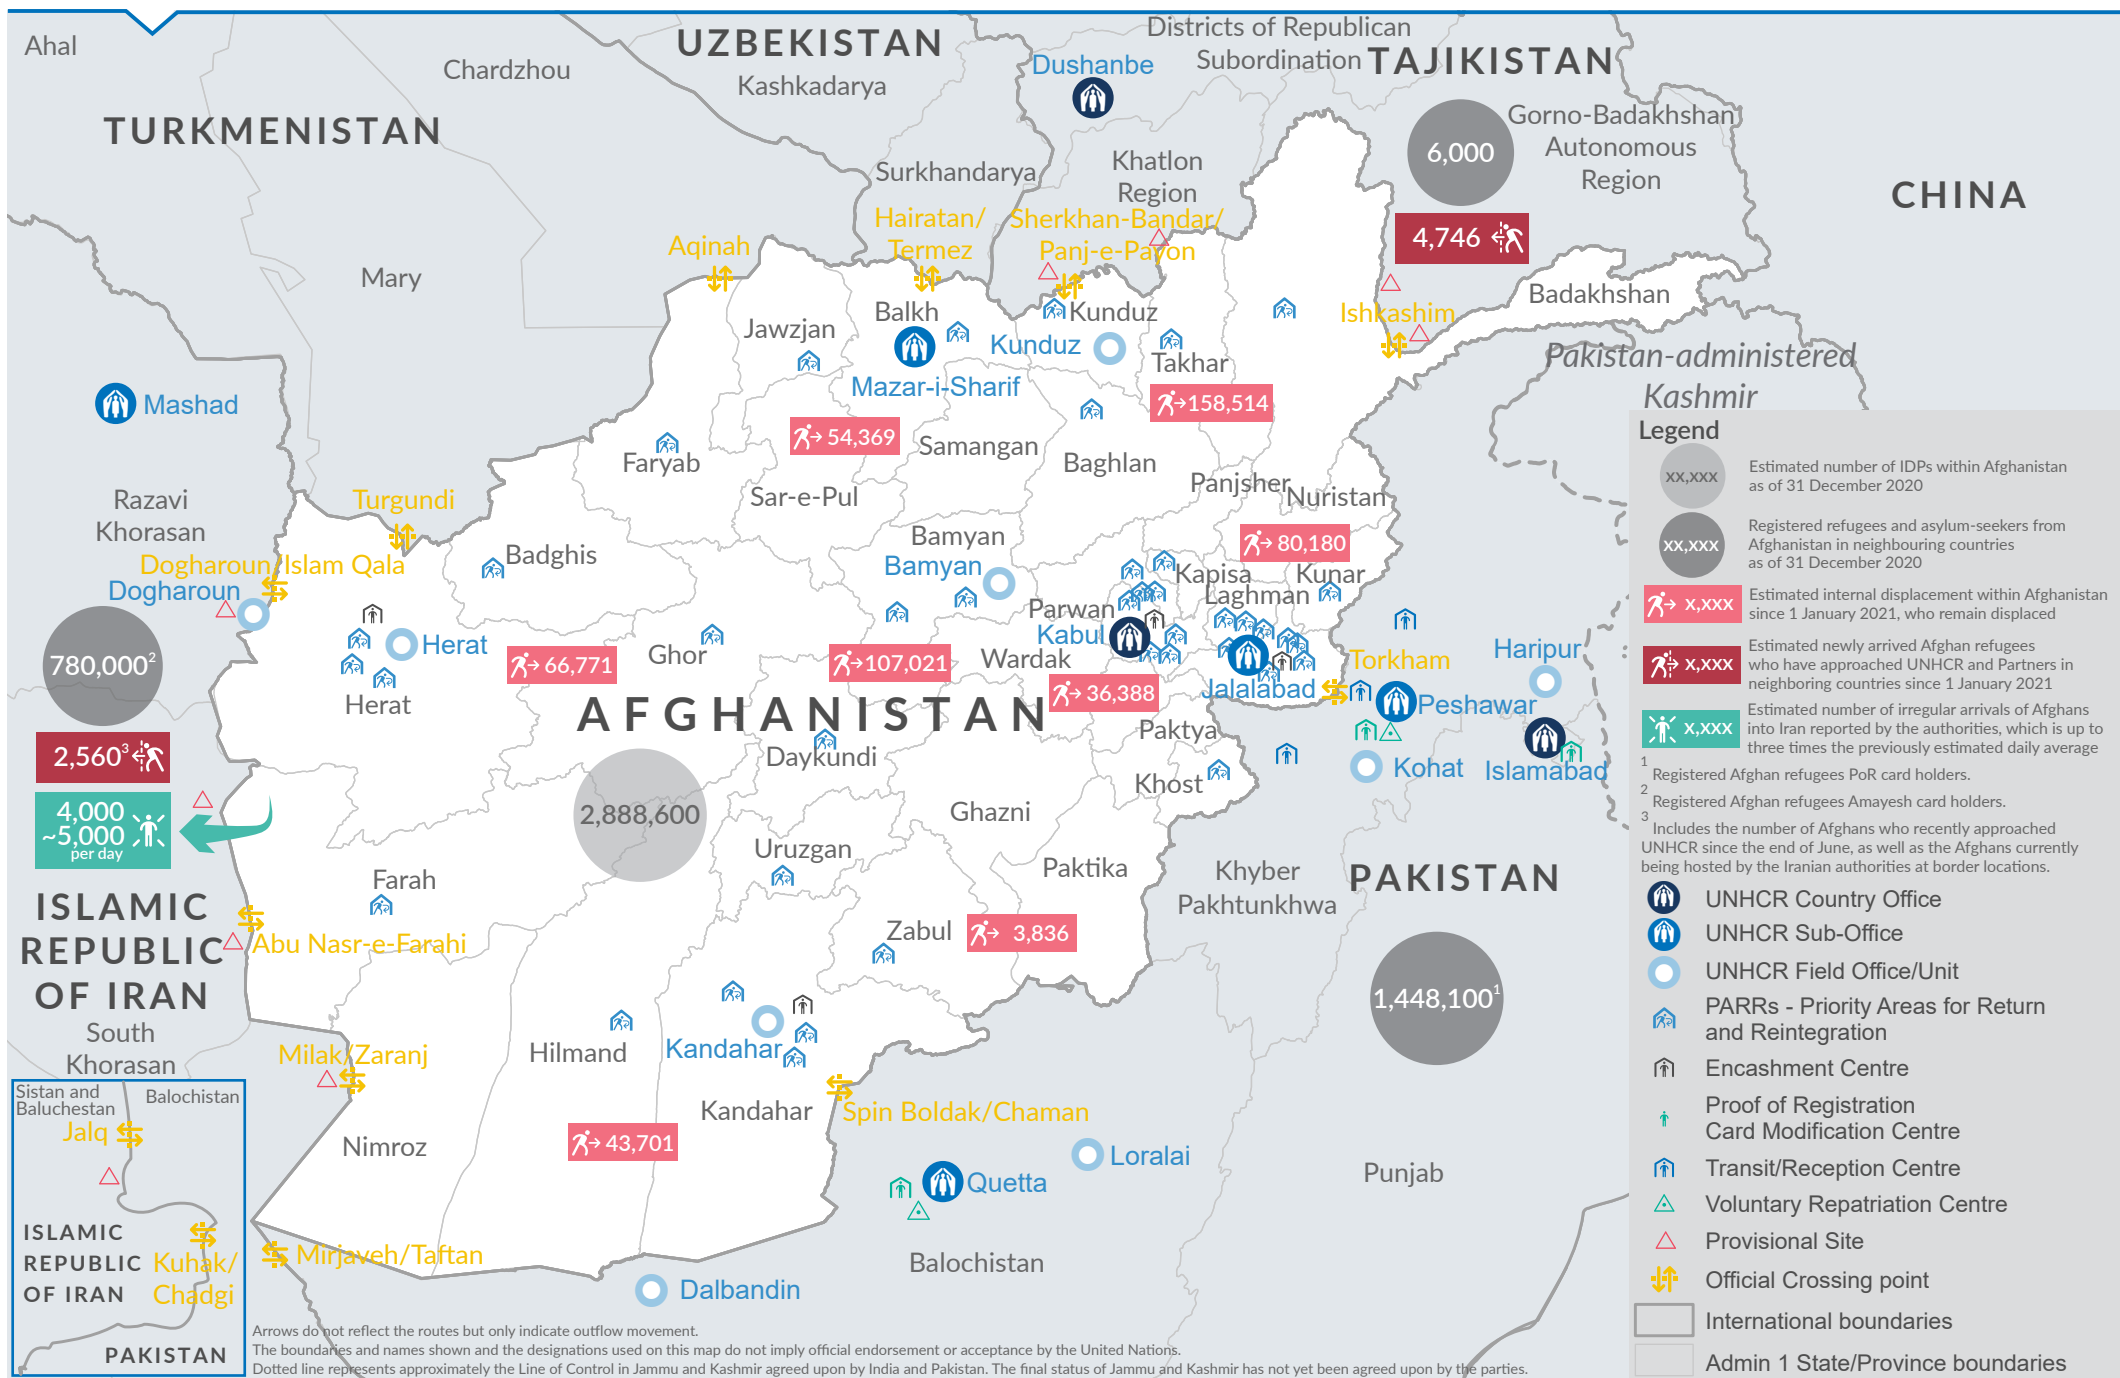 Ahal
Chardzhou
UZBEKISTAN
Kashkadarya
Dushanbe
Districts of Republican
Subordination
TAJIKISTAN
TURKMENISTAN
Mary
Surkhandarya
Khatlon
Region
6,000
Gorno-Badakhshan
Autonomous
Region
CHINA
4,746
Hairatan/
Termez
Sherkhan-Bandar/
Panj-e-Payon
Aqinah
Badakhshan
Ishkashim
Jawzjan
Balkh
Mazar-i-Sharif
Kunduz
Kunduz
Takhar
158,514
Pakistan-administered
Kashmir
Mashad
54,369
Samangan
Baghlan
Faryab
Sar-e-Pul
Panjsher
Nuristan
Razavi
Khorasan
Turgundi
Dogharoun/Islam Qala
Dogharoun
Badghis
Bamyan
Bamyan
80,180
Kapisa
Kunar
Laghman
Parwan
Kabul
Herat
Herat
66,771
Ghor
107,021
Wardak
36,388
Jalalabad
Torkham
Peshawar
Haripur
Islamabad
Kohat
780,000²
2,560³
4,000
~5,000
per day
AFGHANISTAN
Daykundi
2,888,600
Paktya
Khost
Ghazni
Uruzgan
Paktika
Khyber
Pakhtunkhwa
PAKISTAN
1,448,100¹
Farah
Abu Nasr-e-Farahi
ISLAMIC
REPUBLIC
OF IRAN
South
Khorasan
Zabul
3,836
Milak/Zaranj
Hilmand
Kandahar
Kandahar
Spin Boldak/Chaman
Nimroz
43,701
Loralai
Quetta
Punjab
Balochistan
Mirjaveh/Taftan
Dalbandin
Sistan and
Baluchestan
Balochistan
Jalq
ISLAMIC
REPUBLIC
OF IRAN
Kuhak/
Chadgi
PAKISTAN
Arrows do not reflect the routes but only indicate outflow movement.
The boundaries and names shown and the designations used on this map do not imply official endorsement or acceptance by the United Nations.
Dotted line represents approximately the Line of Control in Jammu and Kashmir agreed upon by India and Pakistan. The final status of Jammu and Kashmir has not yet been agreed upon by the parties.
Legend
xx,xxx
Estimated number of IDPs within Afghanistan
as of 31 December 2020
xx,xxx
Registered refugees and asylum-seekers from
Afghanistan in neighbouring countries
as of 31 December 2020
x,xxx
Estimated internal displacement within Afghanistan
since 1 January 2021, who remain displaced
x,xxx
Estimated newly arrived Afghan refugees
who have approached UNHCR and Partners in
neighboring countries since 1 January 2021
x,xxx
Estimated number of irregular arrivals of Afghans
into Iran reported by the authorities, which is up to
three times the previously estimated daily average
1 Registered Afghan refugees PoR card holders.
2 Registered Afghan refugees Amayesh card holders.
3 Includes the number of Afghans who recently approached
UNHCR since the end of June, as well as the Afghans currently
being hosted by the Iranian authorities at border locations.
UNHCR Country Office
UNHCR Sub-Office
UNHCR Field Office/Unit
PARRs - Priority Areas for Return
and Reintegration
Encashment Centre
Proof of Registration
Card Modification Centre
Transit/Reception Centre
Voluntary Repatriation Centre
Provisional Site
Official Crossing point
International boundaries
Admin 1 State/Province boundaries